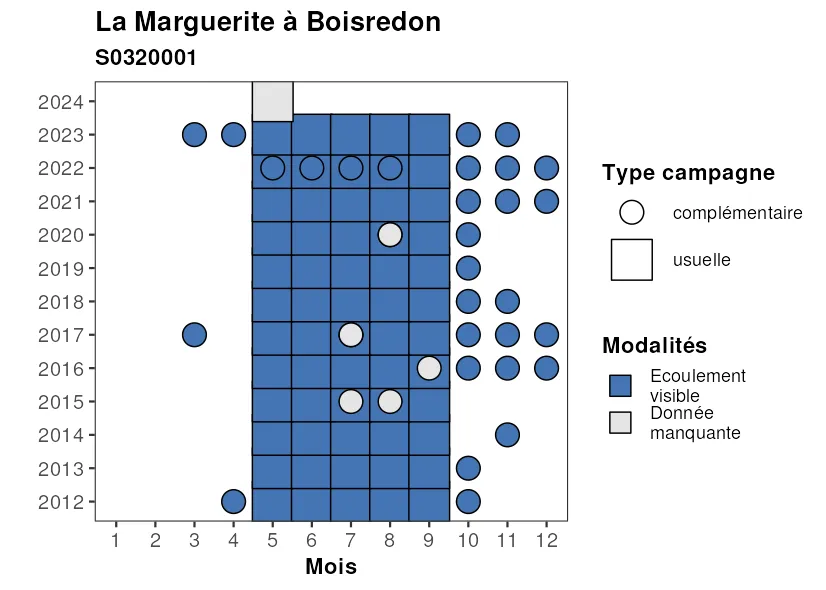 La Marguerite à Boisredon
S0320001
2024
2023
2022
2021
2020
2019
2018
2017
2016
2015
2014
2013
2012
1 2 3 4 5 6 7 8 9 10 11 12
Mois
Type campagne
complémentaire
usuelle
Modalités
Ecoulement
visible
Donnée
manquante